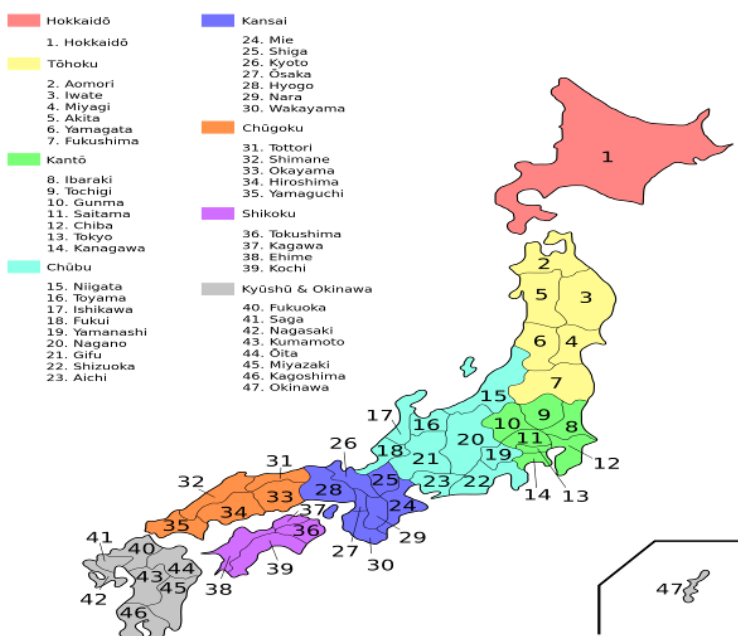 Hokkaidō
1. Hokkaidō
Tōhoku
2. Aomori
3. Iwate
4. Miyagi
5. Akita
6. Yamagata
7. Fukushima
Kantō
8. Ibaraki
9. Tochigi
10. Gunma
11. Saitama
12. Chiba
13. Tokyo
14. Kanagawa
Chūbu
15. Niigata
16. Toyama
17. Ishikawa
18. Fukui
19. Yamanashi
20. Nagano
21. Gifu
22. Shizuoka
23. Aichi
Kansai
24. Mie
25. Shiga
26. Kyoto
27. Ōsaka
28. Hyogo
29. Nara
30. Wakayama
Chūgoku
31. Tottori
32. Shimane
33. Okayama
34. Hiroshima
35. Yamaguchi
Shikoku
36. Tokushima
37. Kagawa
38. Ehime
39. Kochi
Kyūshū & Okinawa
40. Fukuoka
41. Saga
42. Nagasaki
43. Kumamoto
44. Ōita
45. Miyazaki
46. Kagoshima
47. Okinawa
1
2
5
3
6
4
7
15
17
16
10
9
8
11
20
18
21
19
12
13
14
26
23
22
31
32
28
25
33
24
34
37
35
36
27
29
30
41
40
39
38
43
44
42
45
46
47